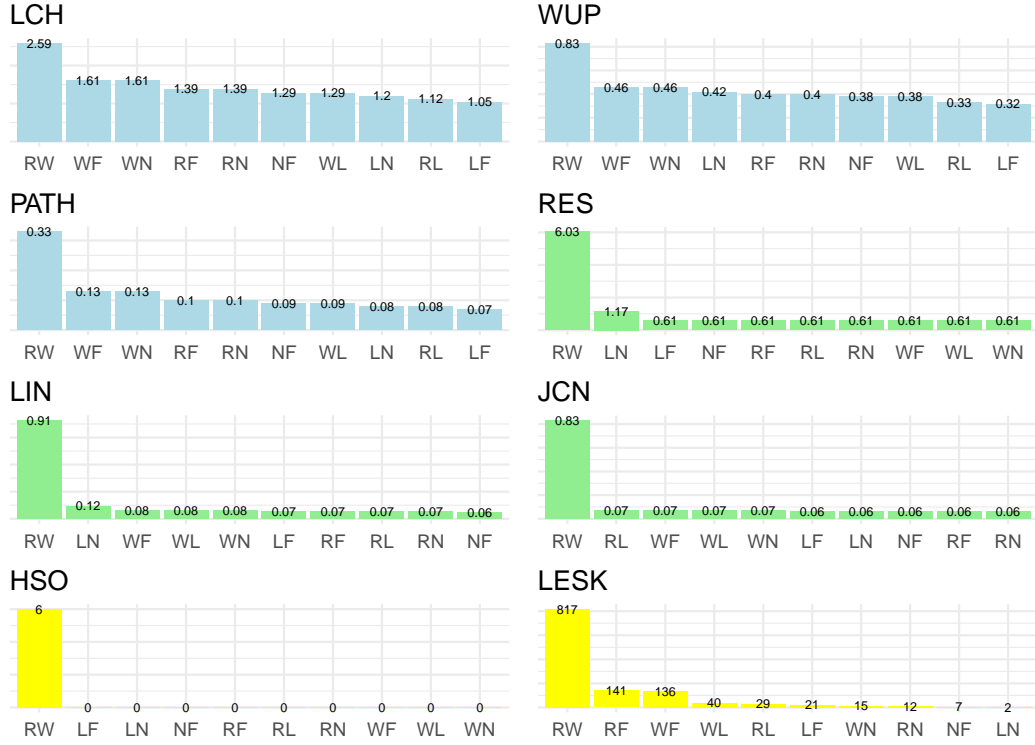 LCH
2.59 1.61 1.61 1.39 1.39 1.29 1.29 1.2 1.12 1.05
RW WF WN RF RN NF WL LN RL LF
WUP
0.83 0.46 0.46 0.42 0.4 0.4 0.38 0.38 0.33 0.32
RW WF WN LN RF RN NF WL RL LF
PATH
0.33 0.13 0.13 0.1 0.1 0.09 0.09 0.08 0.08 0.07
RW WF WN RF RN NF WL LN RL LF
RES
6.03 1.17 0.61 0.61 0.61 0.61 0.61 0.61 0.61 0.61
RW LN LF NF RF RL RN WF WL WN
LIN
0.91 0.12 0.08 0.08 0.08 0.07 0.07 0.07 0.07 0.06
RW LN WF WL WN LF RF RL RN NF
JCN
0.83 0.07 0.07 0.07 0.07 0.06 0.06 0.06 0.06 0.06
RW RL WF WL WN LF LN NF RF RN
HSO
6 0 0 0 0 0 0 0 0 0
RW LF LN NF RF RL RN WF WL WN
LESK
817 141 136 40 29 21 15 12 7 2
RW RF WF WL RL LF WN RN NF LN